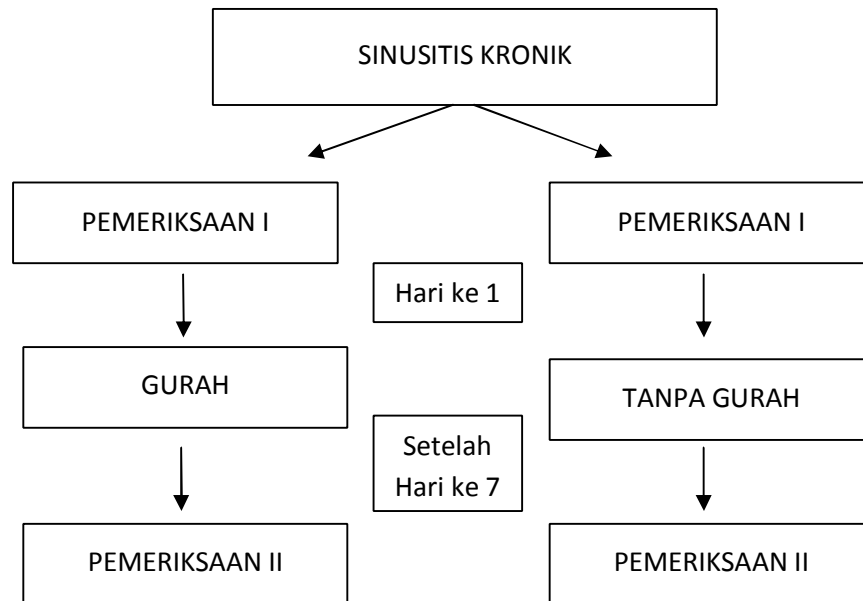 SINUSITIS KRONIK
PEMERIKSAAN I
PEMERIKSAAN I
Hari ke 1
GURAH
TANPA GURAH
Setelah
Hari ke 7
PEMERIKSAAN II
PEMERIKSAAN II